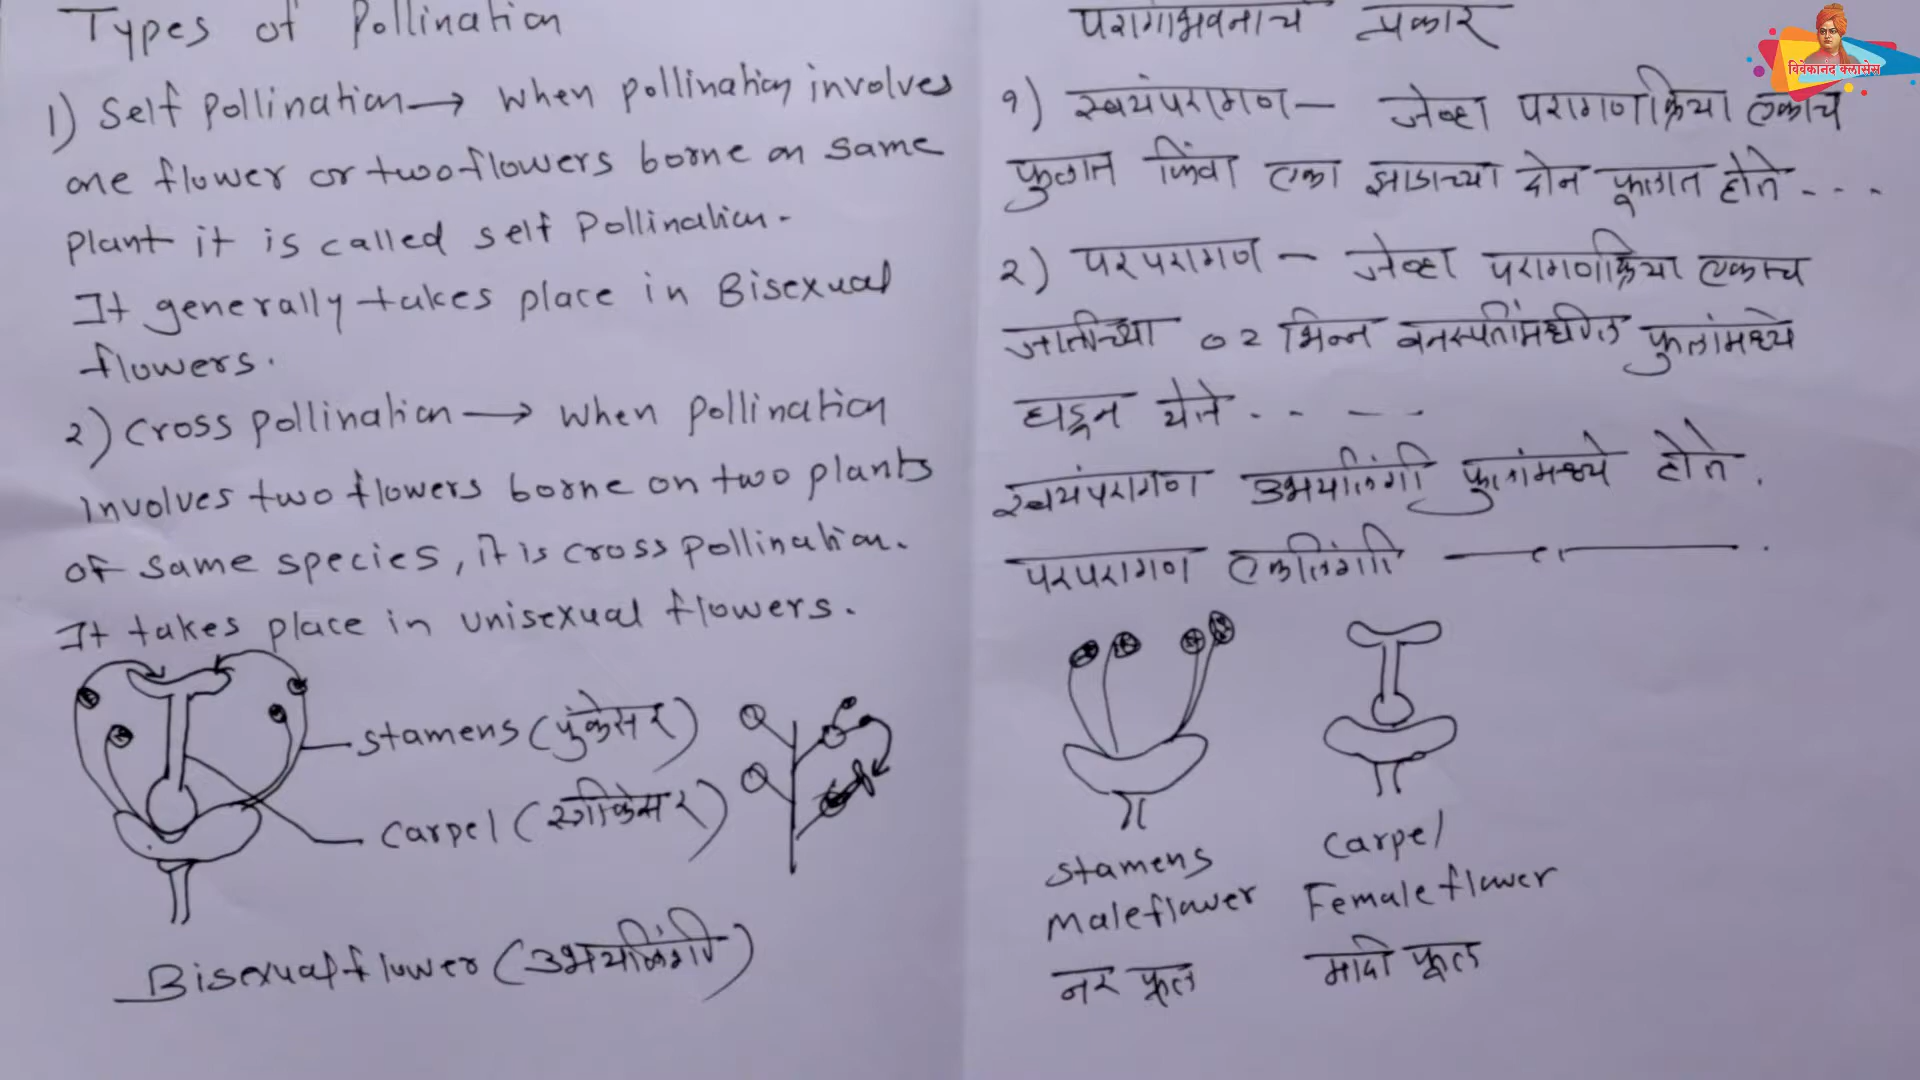 Types of Pollination
1) Self Pollination → when pollination involves
one flower or two flowers borne on same
Plant it is called self Pollination.
It generally takes place in Bisexual
flowers.
2) Cross pollination → when pollination
involves two flowers borne on two plants
of same species, it is cross pollination.
It takes place in unisexual flowers.
stamens (पुंकेसर)
carpel (स्त्रीकेसर)
Bisexual flower (उभयलिंगी)
परागीभवनाचे प्रकार
१) स्वयंपरागण – जेव्हा परागणक्रिया एकाच
फुलात किंवा एका झाडाच्या दोन फूलात होते - - -
२) परपरागण – जेव्हा परागणक्रिया एकाच
जातीच्या ०२ भिन्न वनस्पतींमधील फुलांमध्ये
घडून येते - - — -
स्वयंपरागण उभयलिंगी फुलांमध्ये होते.
परपरागण एकलिंगी —— " ——.
stamens
Male flower
नर फूल
Carpel
Female flower
मादी फूल
विवेकानंद क्लासेस